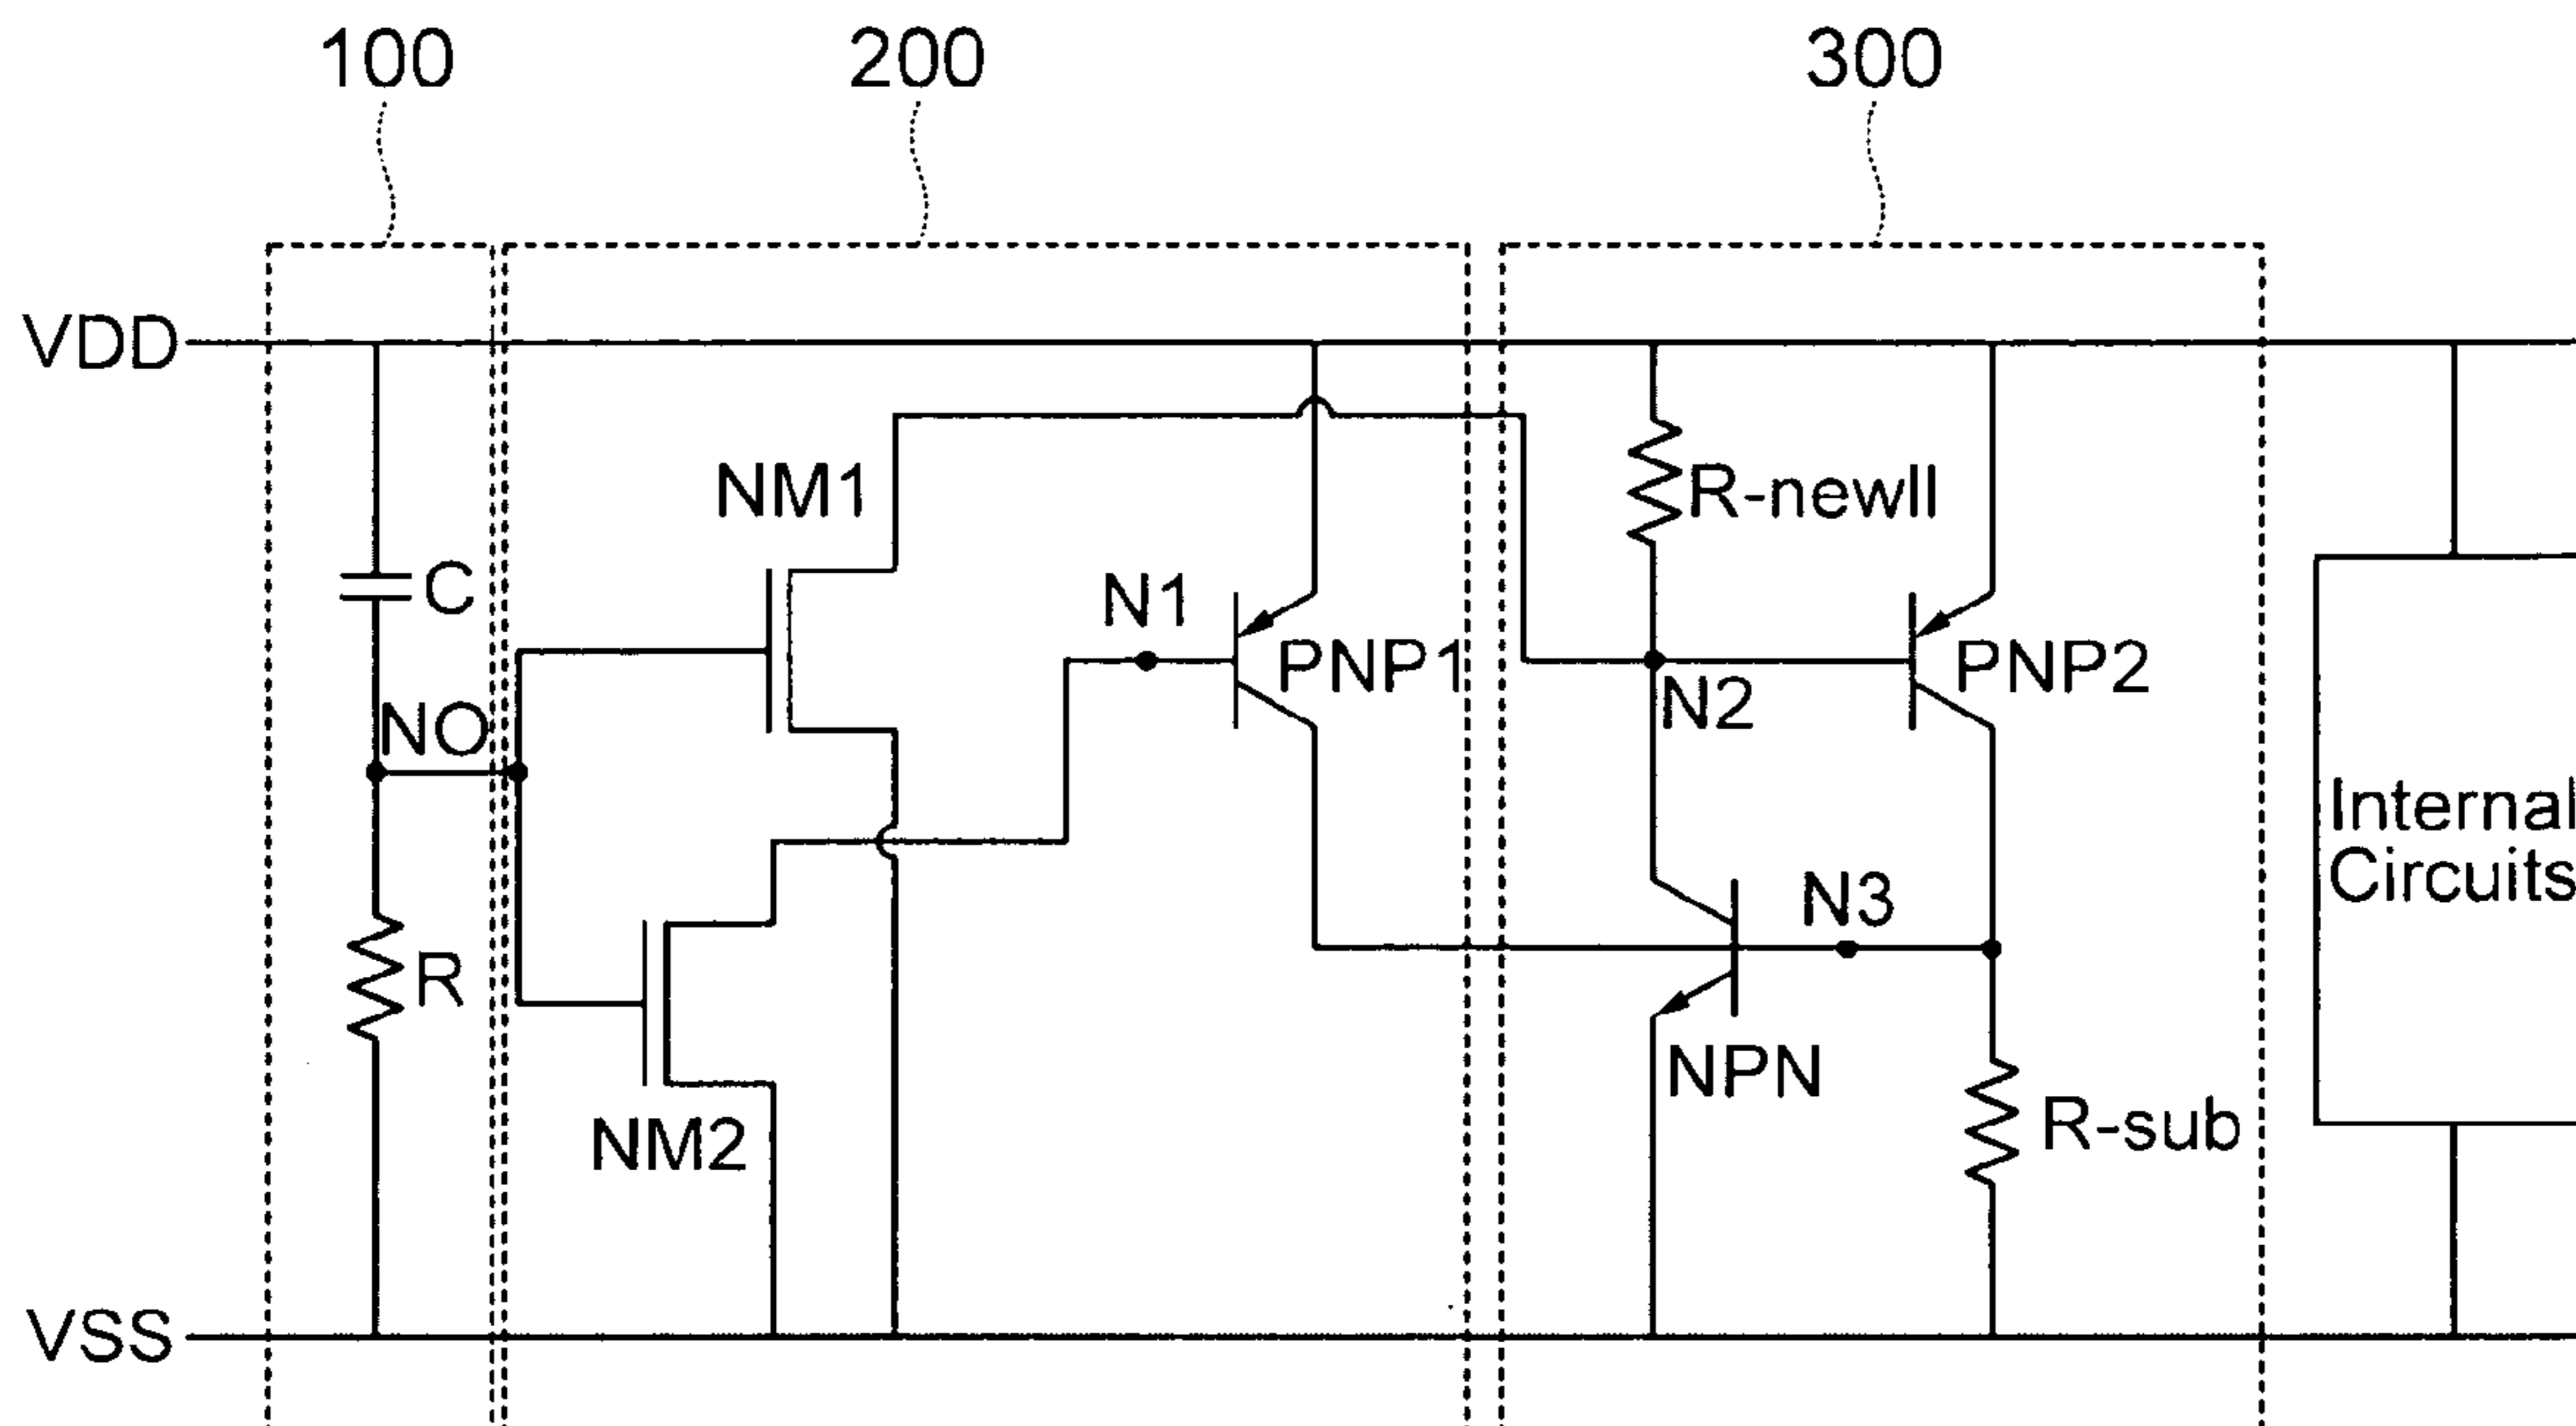 100
200
300
VDD
NM1
R-newll
C
N1
PNP1
PNP2
N2
NO
Internal
Circuits
N3
R
NPN
NM2
R-sub
VSS